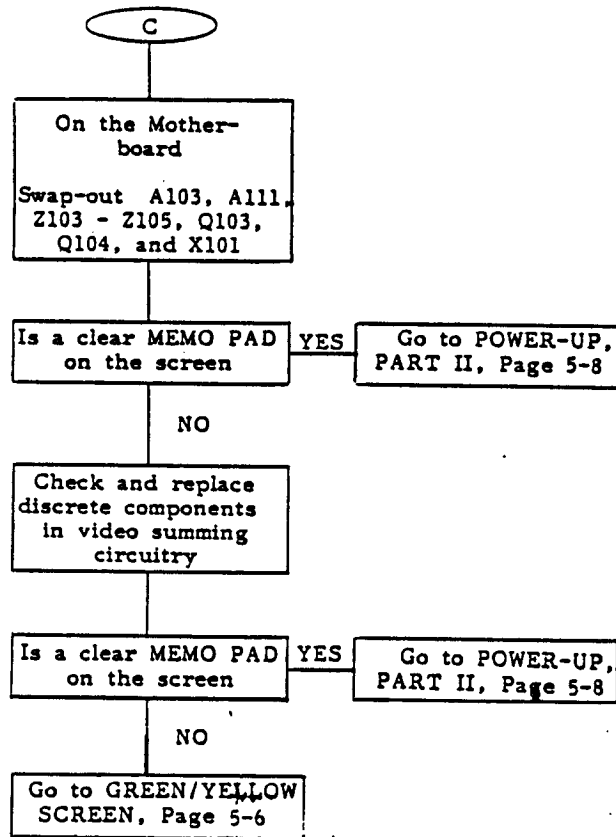 C
On the Mother-
board
Swap-out A103, A111,
Z103 - Z105, Q103,
Q104, and X101
Is a clear MEMO PAD
on the screen
YES
Go to POWER-UP,
PART II, Page 5-8
NO
Check and replace
discrete components
in video summing
circuitry
Is a clear MEMO PAD
on the screen
YES
Go to POWER-UP,
PART II, Page 5-8
NO
Go to GREEN/YELLOW
SCREEN, Page 5-6